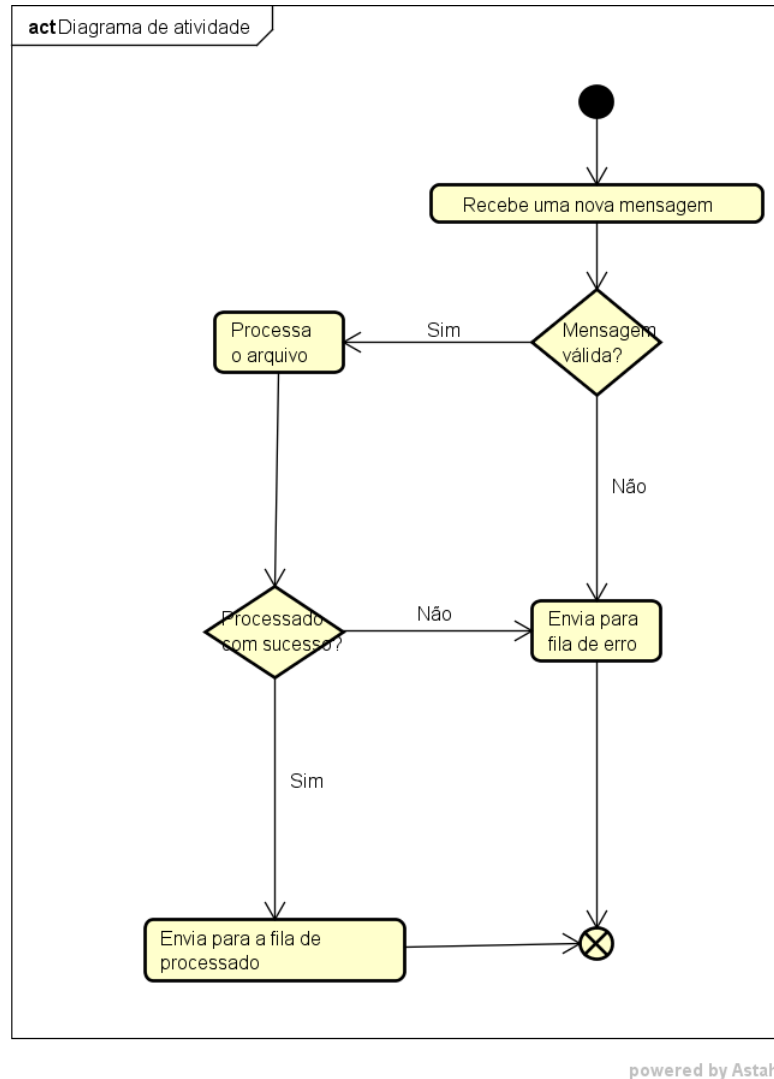 act Diagrama de atividade
Recebe uma nova mensagem
Processa
o arquivo
Sim
Mensagem
válida?
Não
Processado
com sucesso?
Não
Envia para
fila de erro
Sim
Envia para a fila de
processado
powered by Astah